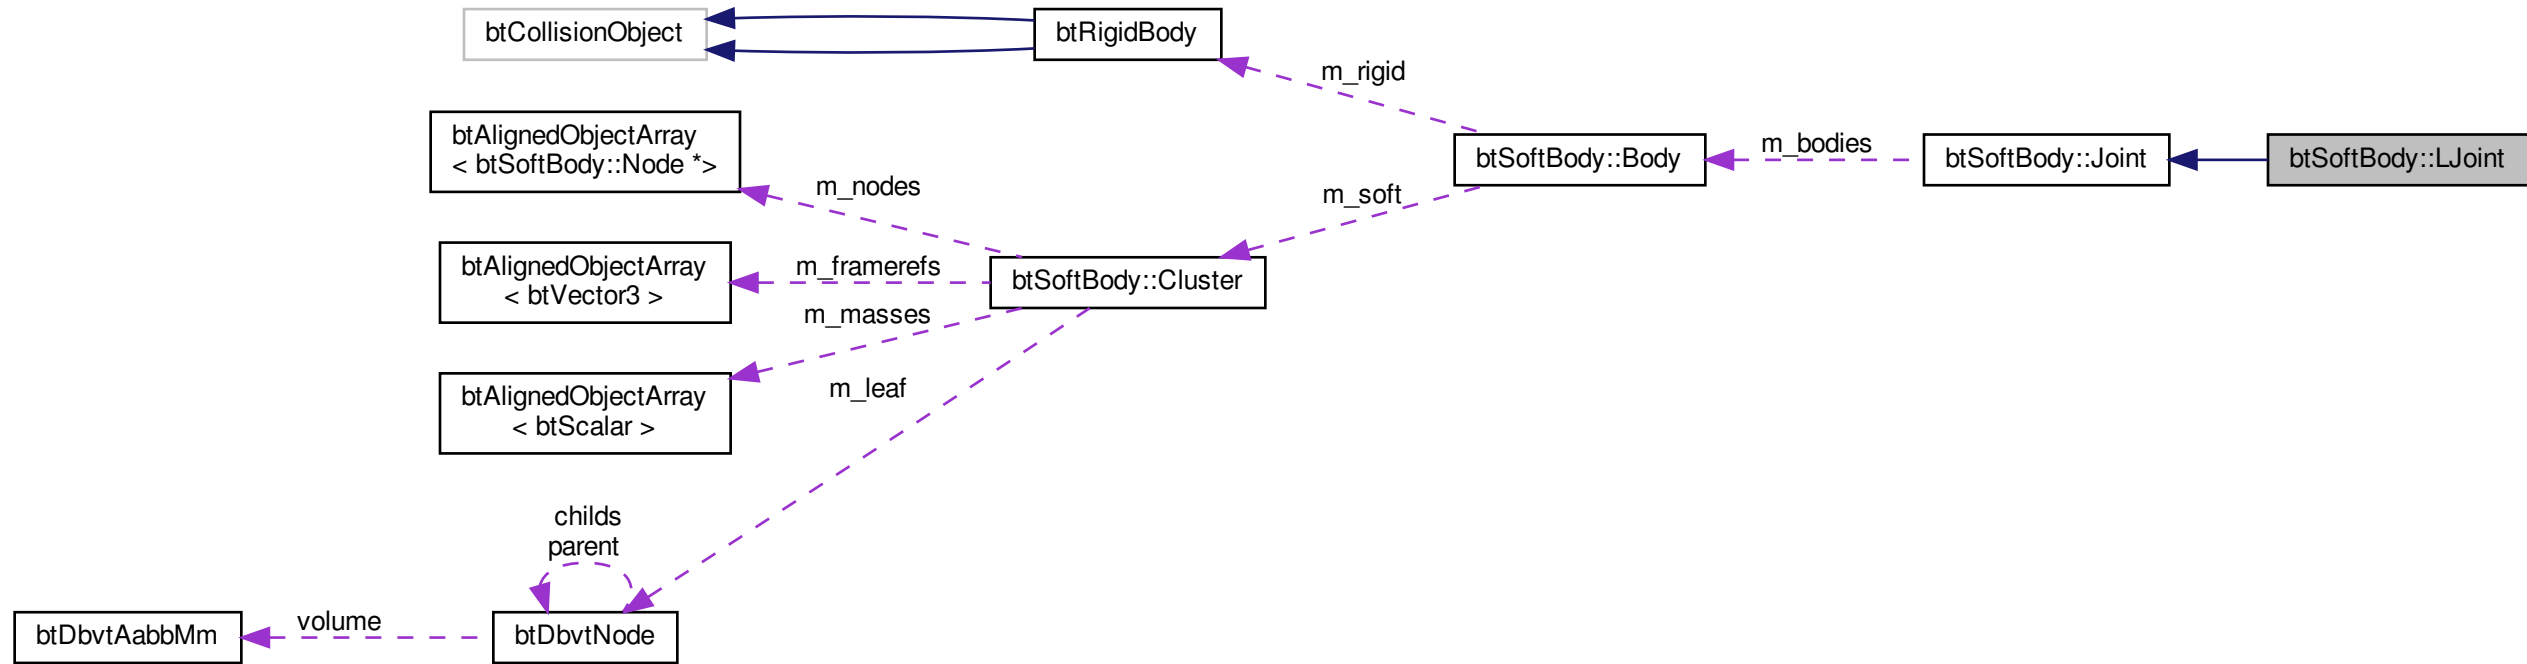 btCollisionObject
btRigidBody
m_rigid
btAlignedObjectArray
< btSoftBody::Node *>
btSoftBody::Body
m_bodies
btSoftBody::Joint
btSoftBody::LJoint
m_nodes
m_soft
btAlignedObjectArray
< btVector3 >
m_framerefs
btSoftBody::Cluster
m_masses
btAlignedObjectArray
< btScalar >
m_leaf
childs
parent
btDbvtAabbMm
volume
btDbvtNode